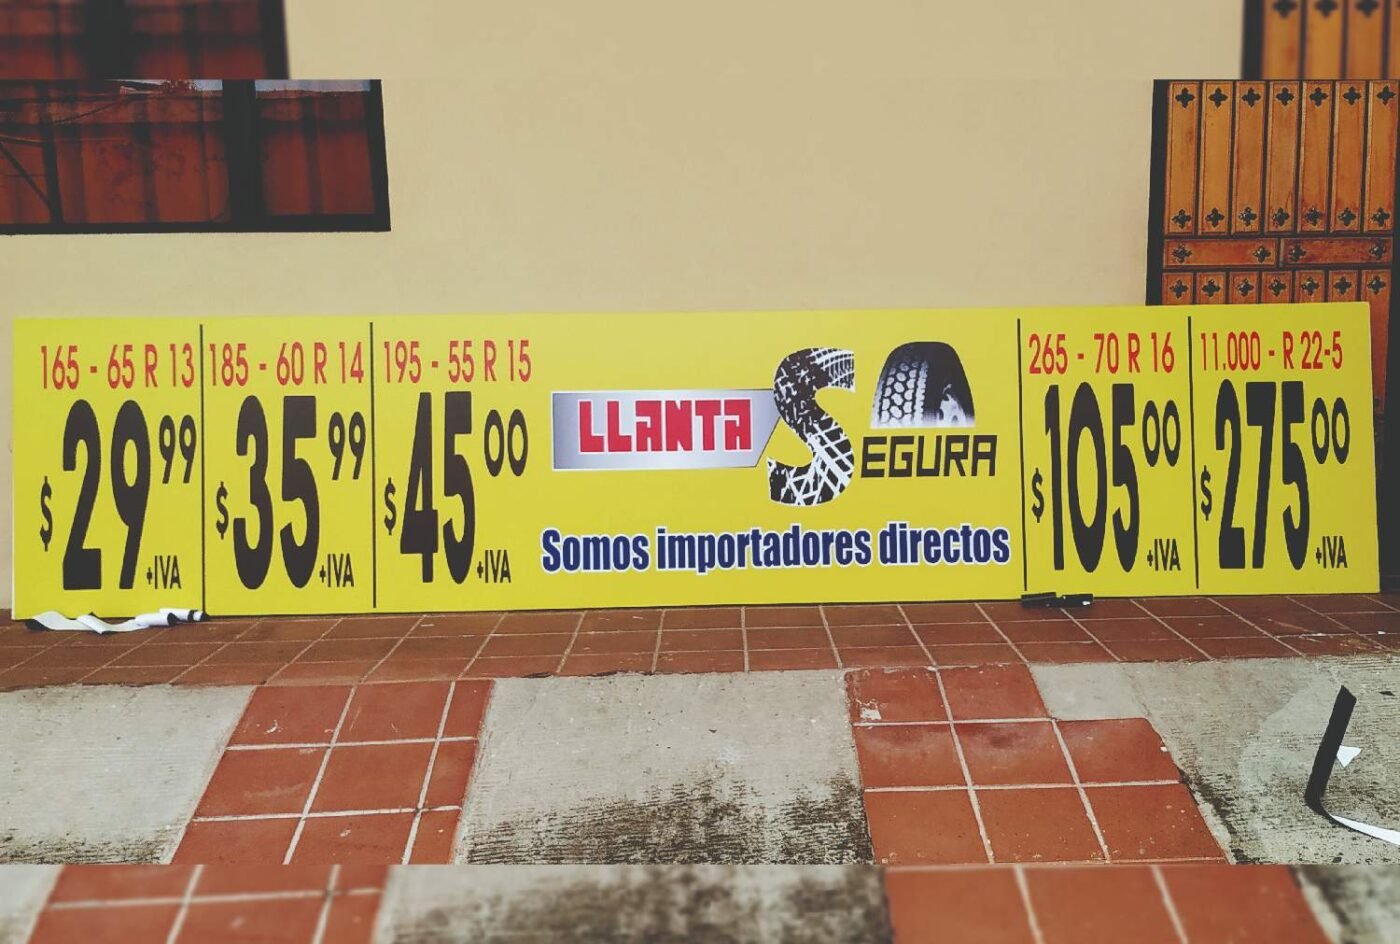 165 - 65 R 13
$ 29 99 +IVA
185 - 60 R 14
$ 35 99 +IVA
195 - 55 R 15
$ 45 00 +IVA
LLANTA SEGURA
Somos importadores directos
265 - 70 R 16
$ 105 00 +IVA
11.000 - R 22-5
$ 275 00 +IVA